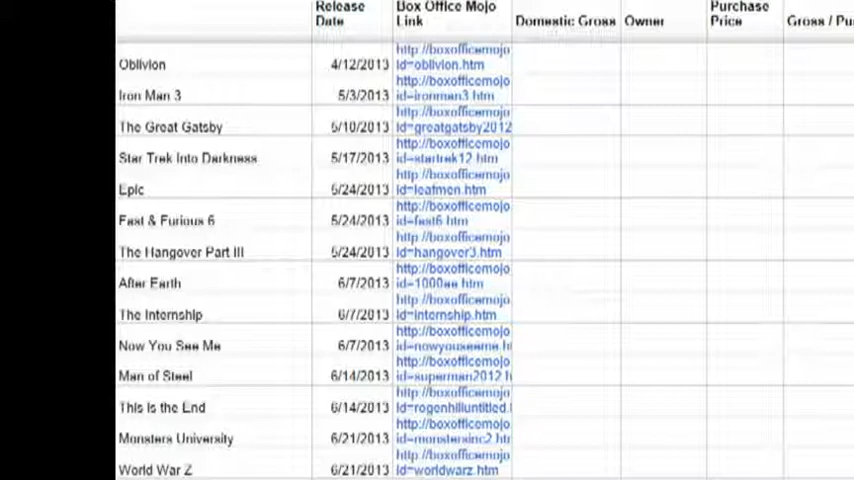 Release Date Box Office Mojo Link Domestic Gross Owner Purchase Price Gross / Pu
Oblivion 4/12/2013 http://boxofficemojo id=oblivion.htm
Iron Man 3 5/3/2013 http://boxofficemojo id=ironman3.htm
The Great Gatsby 5/10/2013 http://boxofficemojo id=greatgatsby2012
Star Trek Into Darkness 5/17/2013 http://boxofficemojo id=startrek12.htm
Epic 5/24/2013 http://boxofficemojo id=leafmen.htm
Fast & Furious 6 5/24/2013 http://boxofficemojo id=fast6.htm
The Hangover Part III 5/24/2013 http://boxofficemojo id=hangover3.htm
After Earth 6/7/2013 http://boxofficemojo id=1000ae.htm
The Internship 6/7/2013 http://boxofficemojo id=internship.htm
Now You See Me 6/7/2013 http://boxofficemojo id=nowyouseeme.h
Man of Steel 6/14/2013 http://boxofficemojo id=superman2012.h
This Is the End 6/14/2013 http://boxofficemojo id=rogenhilluntitled.
Monsters University 6/21/2013 http://boxofficemojo id=monstersinc2.ht
World War Z 6/21/2013 http://boxofficemojo id=worldwarz.htm